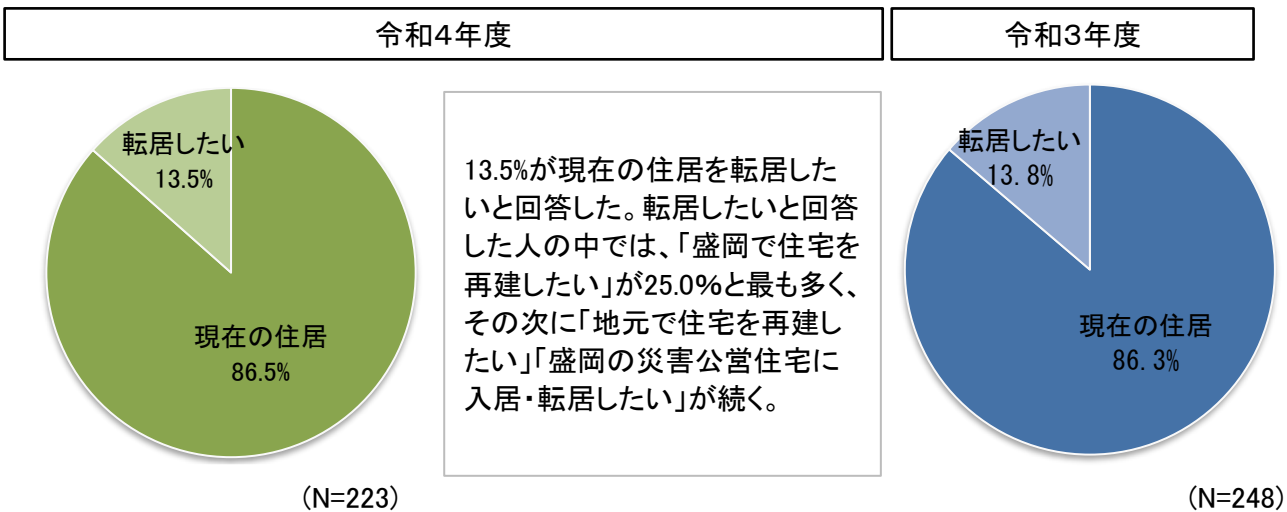 令和4年度
転居したい
13.5%
現在の住居
86.5%
(N=223)
13.5%が現在の住居を転居した
いと回答した。転居したいと回答
した人の中では、「盛岡で住宅を
再建したい」が25.0%と最も多く、
その次に「地元で住宅を再建し
たい」「盛岡の災害公営住宅に
入居・転居したい」が続く。
令和3年度
転居したい
13.8%
現在の住居
86.3%
(N=248)